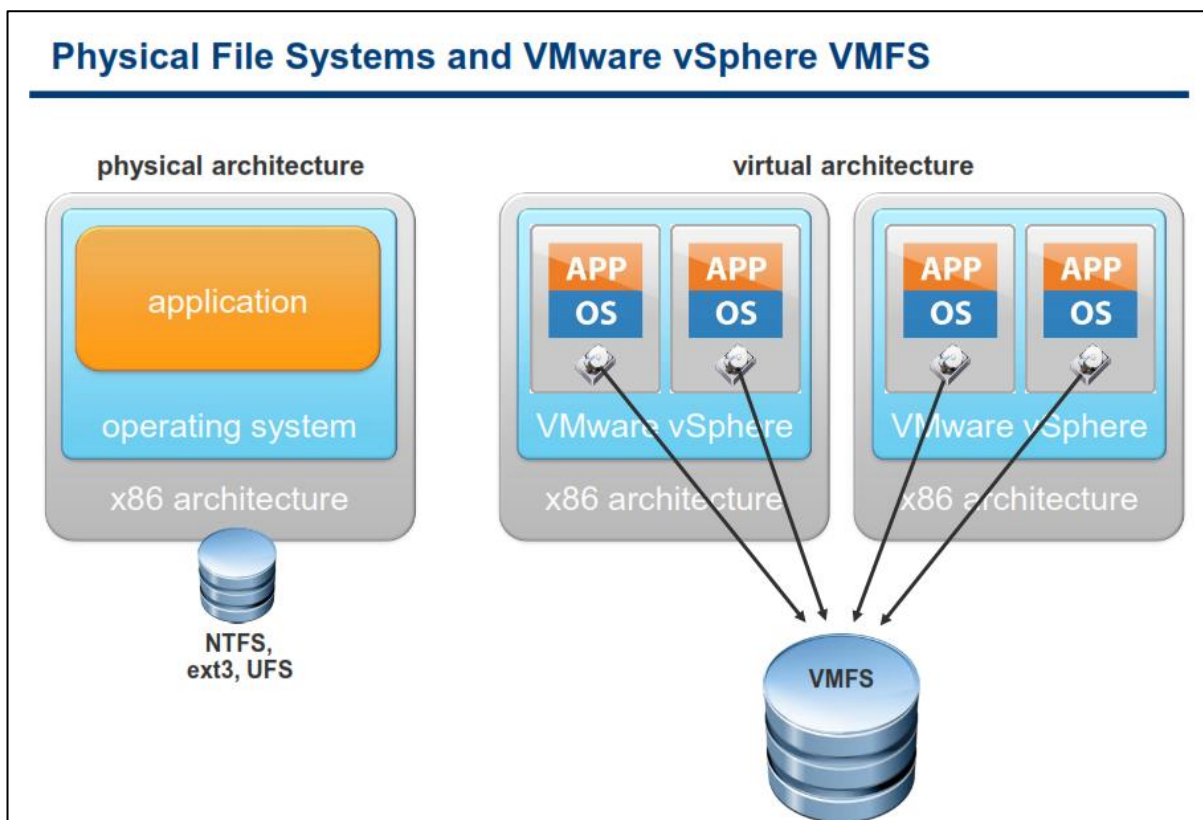 Physical File Systems and VMware vSphere VMFS
physical architecture
application
operating system
x86 architecture
NTFS,
ext3, UFS
virtual architecture
APP
OS
APP
OS
VMware vSphere
x86 architecture
APP
OS
APP
OS
VMware vSphere
x86 architecture
VMFS